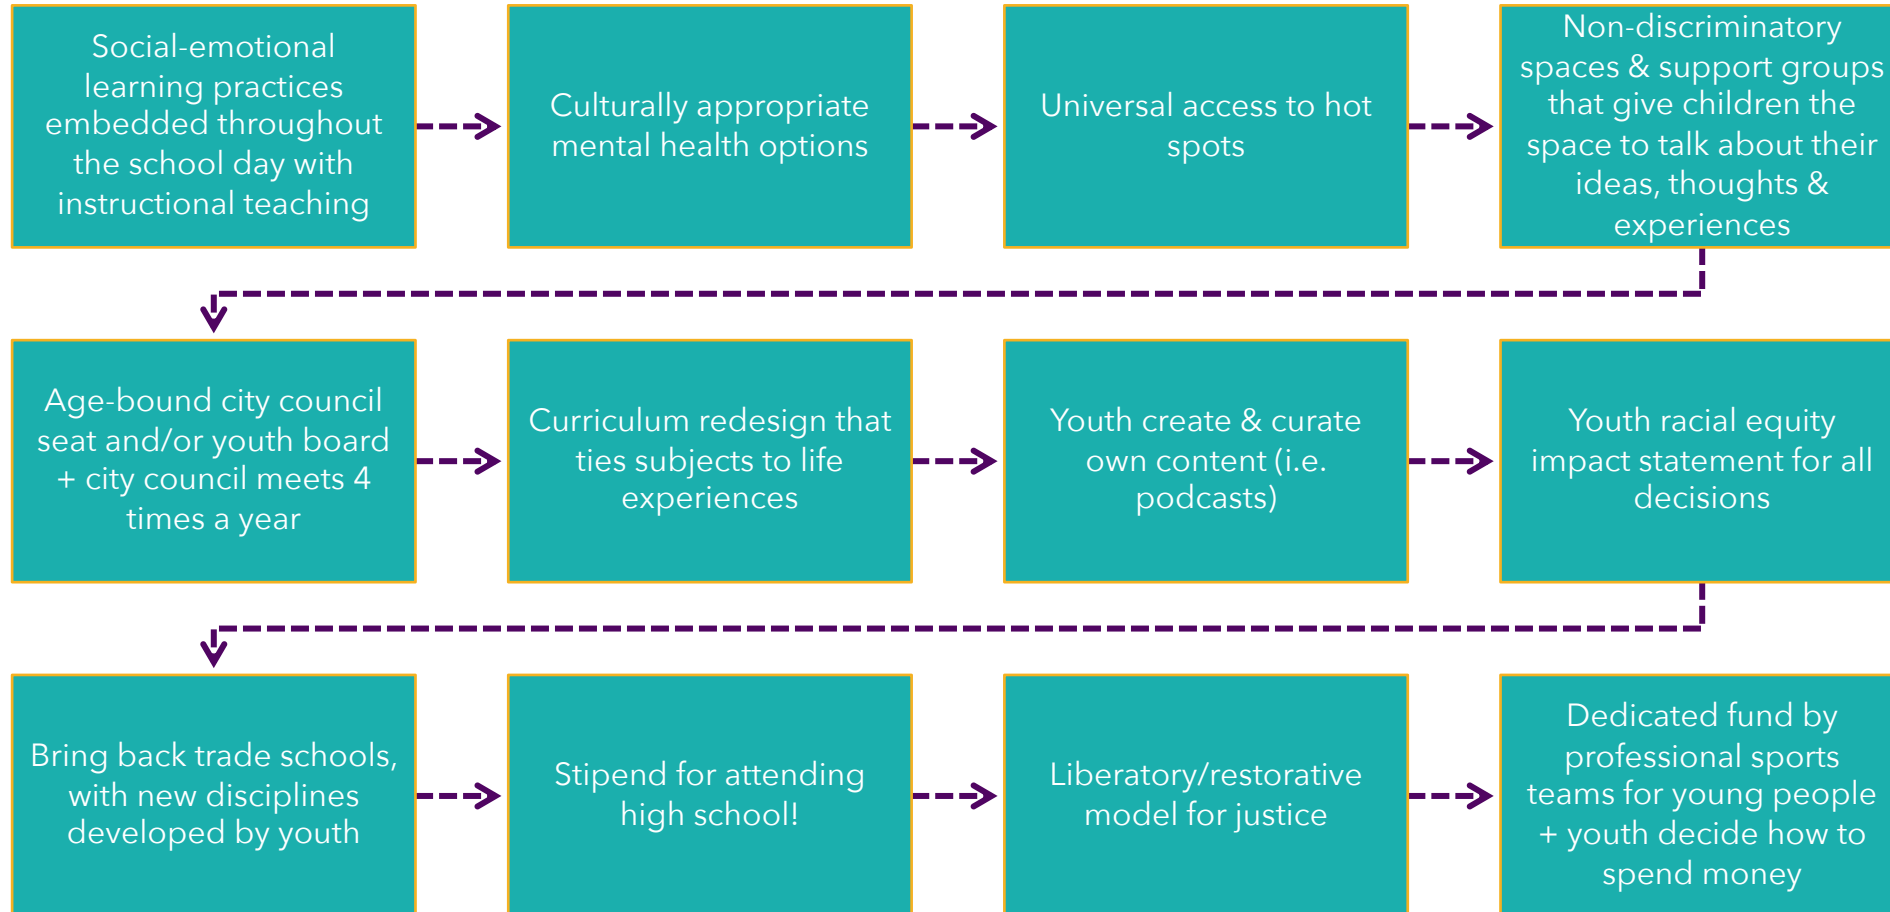 Social-emotional
learning practices
embedded throughout
the school day with
instructional teaching
Culturally appropriate
mental health options
Universal access to hot
spots
Non-discriminatory
spaces & support groups
that give children the
space to talk about their
ideas, thoughts &
experiences
Age-bound city council
seat and/or youth board
+ city council meets 4
times a year
Curriculum redesign that
ties subjects to life
experiences
Youth create & curate
own content (i.e.
podcasts)
Youth racial equity
impact statement for all
decisions
Bring back trade schools,
with new disciplines
developed by youth
Stipend for attending
high school!
Liberatory/restorative
model for justice
Dedicated fund by
professional sports
teams for young people
+ youth decide how to
spend money